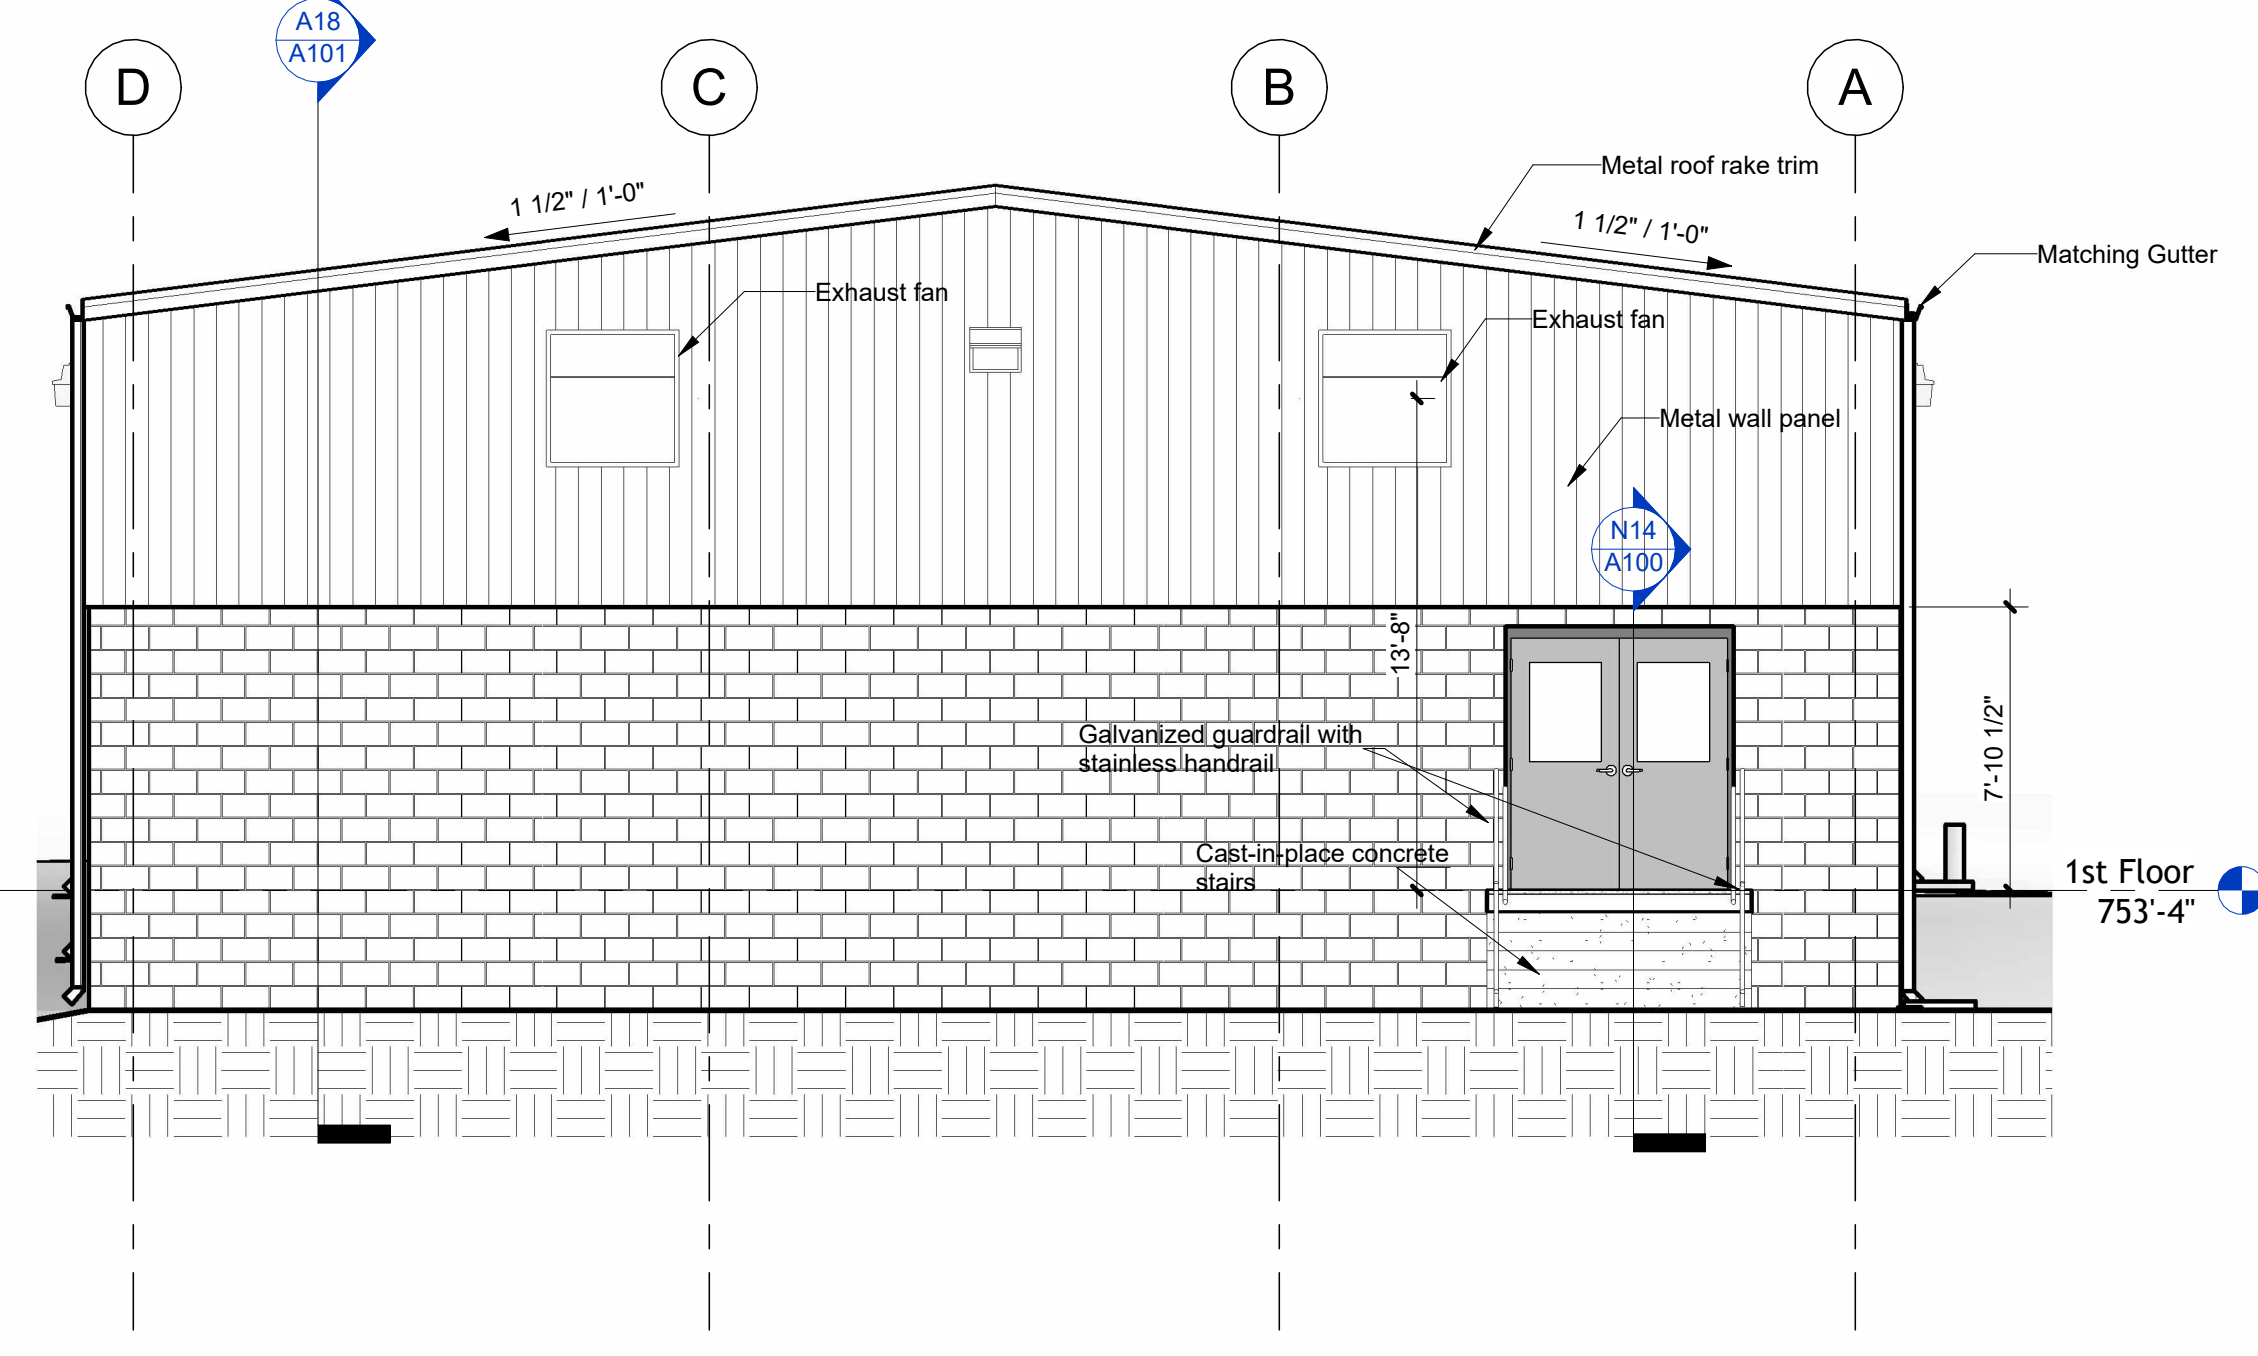 A18
A101
D
C
B
A
Metal roof rake trim
1 1/2" / 1'-0"
1 1/2" / 1'-0"
Matching Gutter
Exhaust fan
Exhaust fan
Metal wall panel
N14
A100
13'-8"
7'-10 1/2"
Galvanized guardrail with
stainless handrail
Cast-in-place concrete
stairs
1st Floor
753'-4"